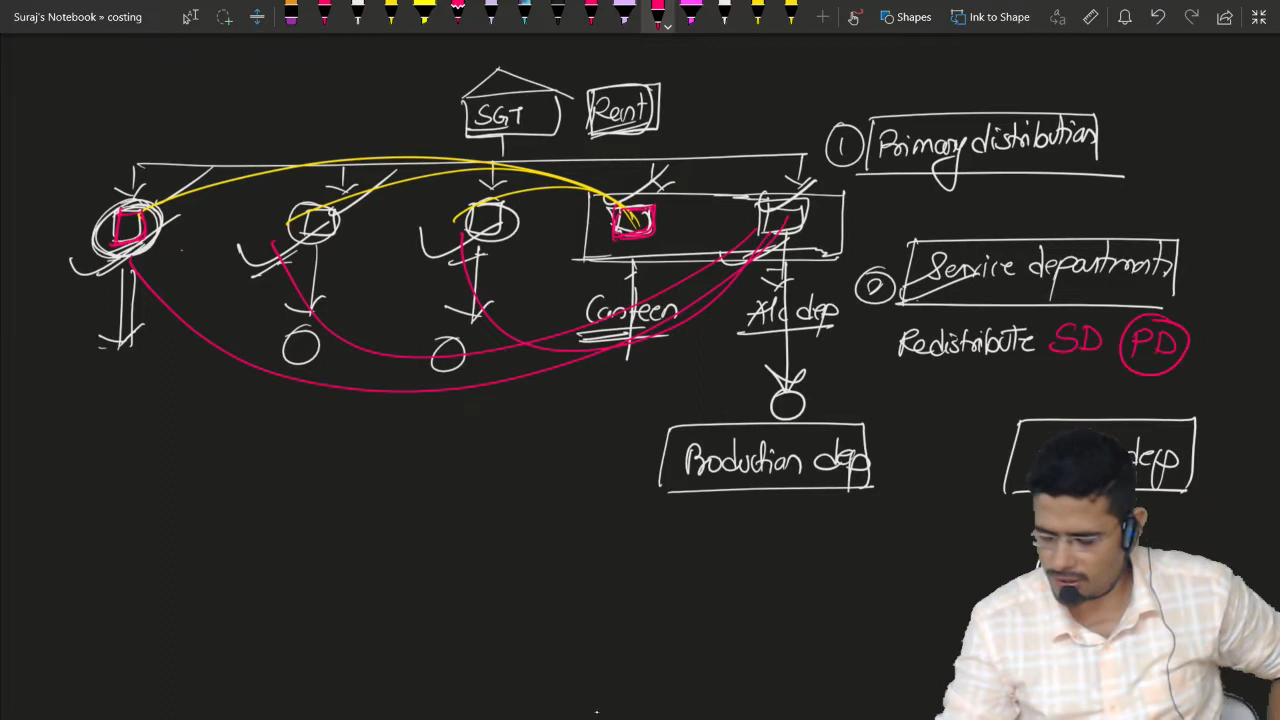 Suraj's Notebook » costing
Shapes
Ink to Shape
SGT
Rent
① Primary distribution
② Service departments
Redistribute SD PD
Canteen
A/c dep
Production dep
dep